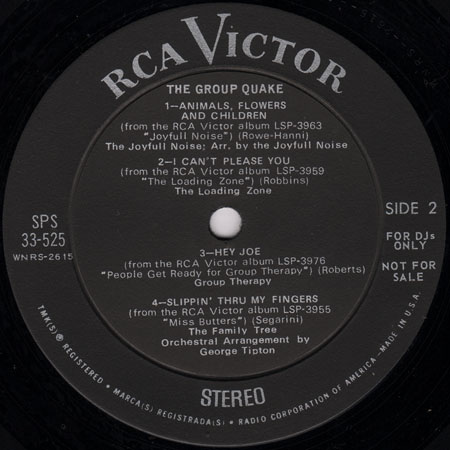 RCA VICTOR
THE GROUP QUAKE
1—ANIMALS, FLOWERS
AND CHILDREN
(from the RCA Victor album LSP-3963
"Joyfull Noise") (Rowe-Hanni)
The Joyfull Noise; Arr. by the Joyfull Noise
2—I CAN'T PLEASE YOU
(from the RCA Victor album LSP-3959
"The Loading Zone") (Robbins)
The Loading Zone
SPS
33-525
WNRS-2615
SIDE 2
FOR DJs
ONLY
NOT FOR
SALE
3—HEY JOE
(from the RCA Victor album LSP-3976
"People Get Ready for Group Therapy") (Roberts)
Group Therapy
4—SLIPPIN' THRU MY FINGERS
(from the RCA Victor album LSP-3955
"Miss Butters") (Segarini)
The Family Tree
Orchestral Arrangement by
George Tipton
STEREO
TMK(S) ® REGISTERED • MARCA(S) REGISTRADA(S) • RADIO CORPORATION OF AMERICA—MADE IN U.S.A.